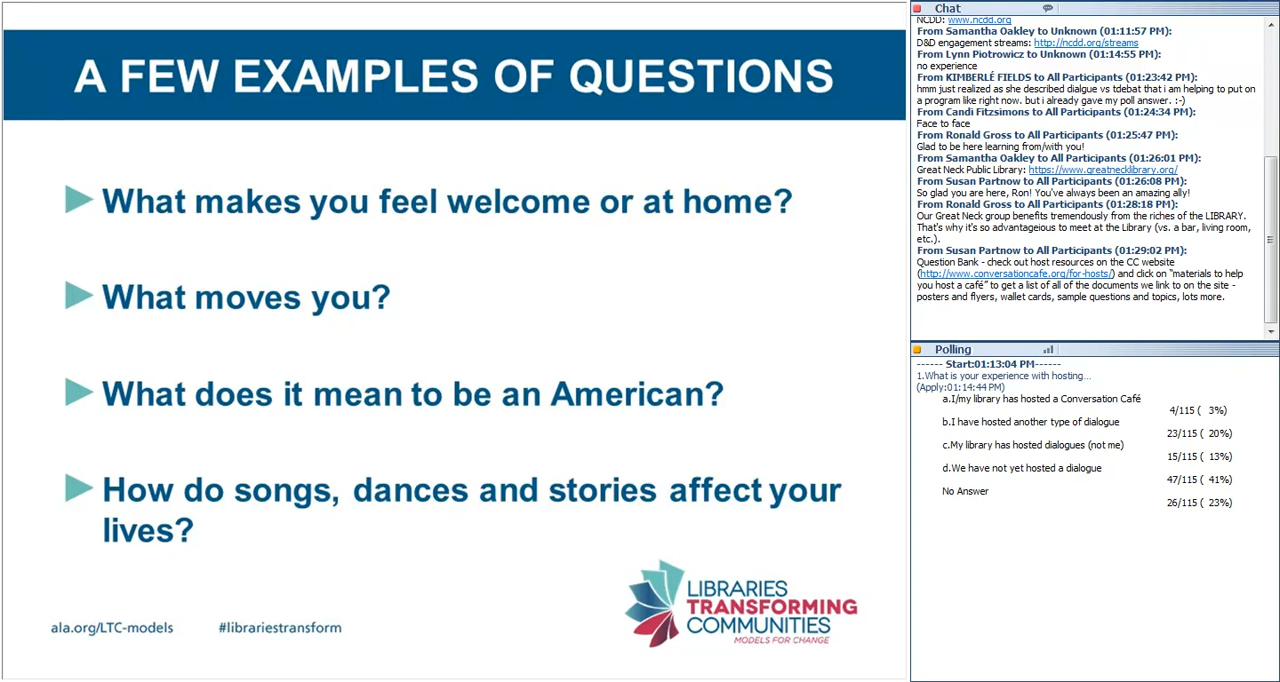 A FEW EXAMPLES OF QUESTIONS
What makes you feel welcome or at home?
What moves you?
What does it mean to be an American?
How do songs, dances and stories affect your
lives?
ala.org/LTC-models
#librariestransform
LIBRARIES
TRANSFORMING
COMMUNITIES
MODELS FOR CHANGE
Chat
NCDD: www.ncdd.org
From Samantha Oakley to Unknown (01:11:57 PM):
D&D engagement streams: http://ncdd.org/streams
From Lynn Piotrowicz to Unknown (01:14:55 PM):
no experience
From KIMBERLÉ FIELDS to All Participants (01:23:42 PM):
hmm just realized as she described dialgue vs tdebat that i am helping to put on
a program like right now. but i already gave my poll answer. :-)
From Candi Fitzsimons to All Participants (01:24:34 PM):
Face to face
From Ronald Gross to All Participants (01:25:47 PM):
Glad to be here learning from/with you!
From Samantha Oakley to All Participants (01:26:01 PM):
Great Neck Public Library: https://www.greatnecklibrary.org/
From Susan Partnow to All Participants (01:26:08 PM):
So glad you are here, Ron! You've always been an amazing ally!
From Ronald Gross to All Participants (01:28:18 PM):
Our Great Neck group benefits tremendously from the riches of the LIBRARY.
That's why it's so advantageious to meet at the Library (vs. a bar, living room,
etc.).
From Susan Partnow to All Participants (01:29:02 PM):
Question Bank - check out host resources on the CC website
(http://www.conversationcafe.org/for-hosts/) and click on "materials to help
you host a café" to get a list of all of the documents we link to on the site -
posters and flyers, wallet cards, sample questions and topics, lots more.
Polling
------ Start:01:13:04 PM------
1.What is your experience with hosting...
(Apply:01:14:44 PM)
a.I/my library has hosted a Conversation Café
4/115 ( 3%)
b.I have hosted another type of dialogue
23/115 ( 20%)
c.My library has hosted dialogues (not me)
15/115 ( 13%)
d.We have not yet hosted a dialogue
47/115 ( 41%)
No Answer
26/115 ( 23%)